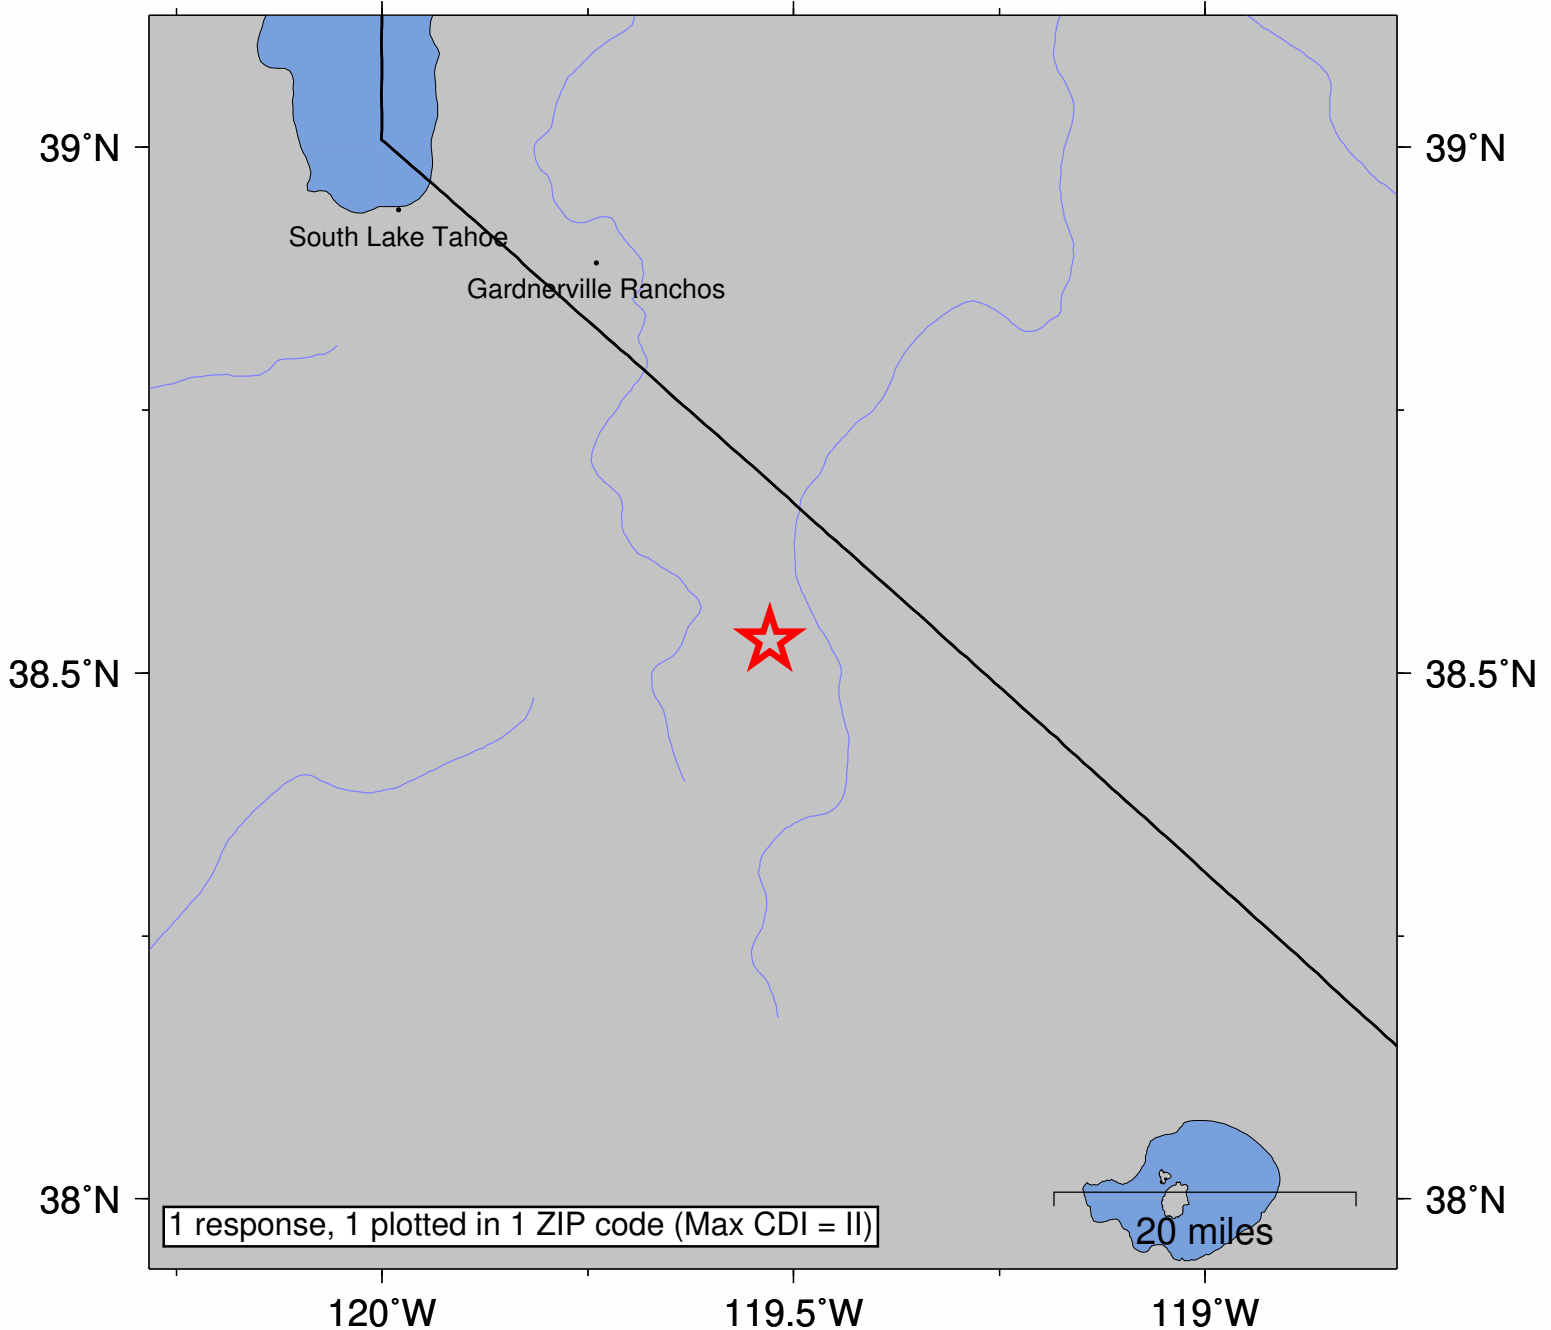 39˚N 39˚N
South Lake Tahoe
Gardnerville Ranchos
38.5˚N 38.5˚N
38˚N 38˚N
1 response, 1 plotted in 1 ZIP code (Max CDI = II)
20 miles
120˚W 119.5˚W 119˚W